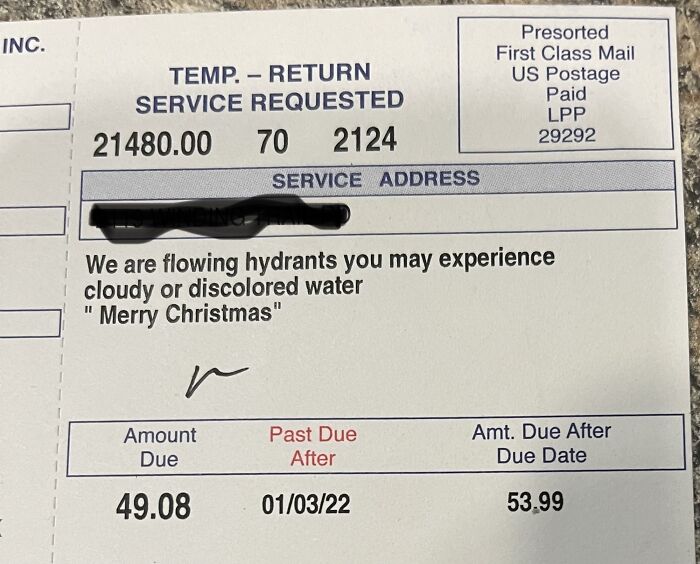 INC.
TEMP. – RETURN
SERVICE REQUESTED
21480.00 70 2124
Presorted
First Class Mail
US Postage
Paid
LPP
29292
SERVICE ADDRESS
We are flowing hydrants you may experience
cloudy or discolored water
" Merry Christmas"
Amount
Due
Past Due
After
Amt. Due After
Due Date
49.08
01/03/22
53.99